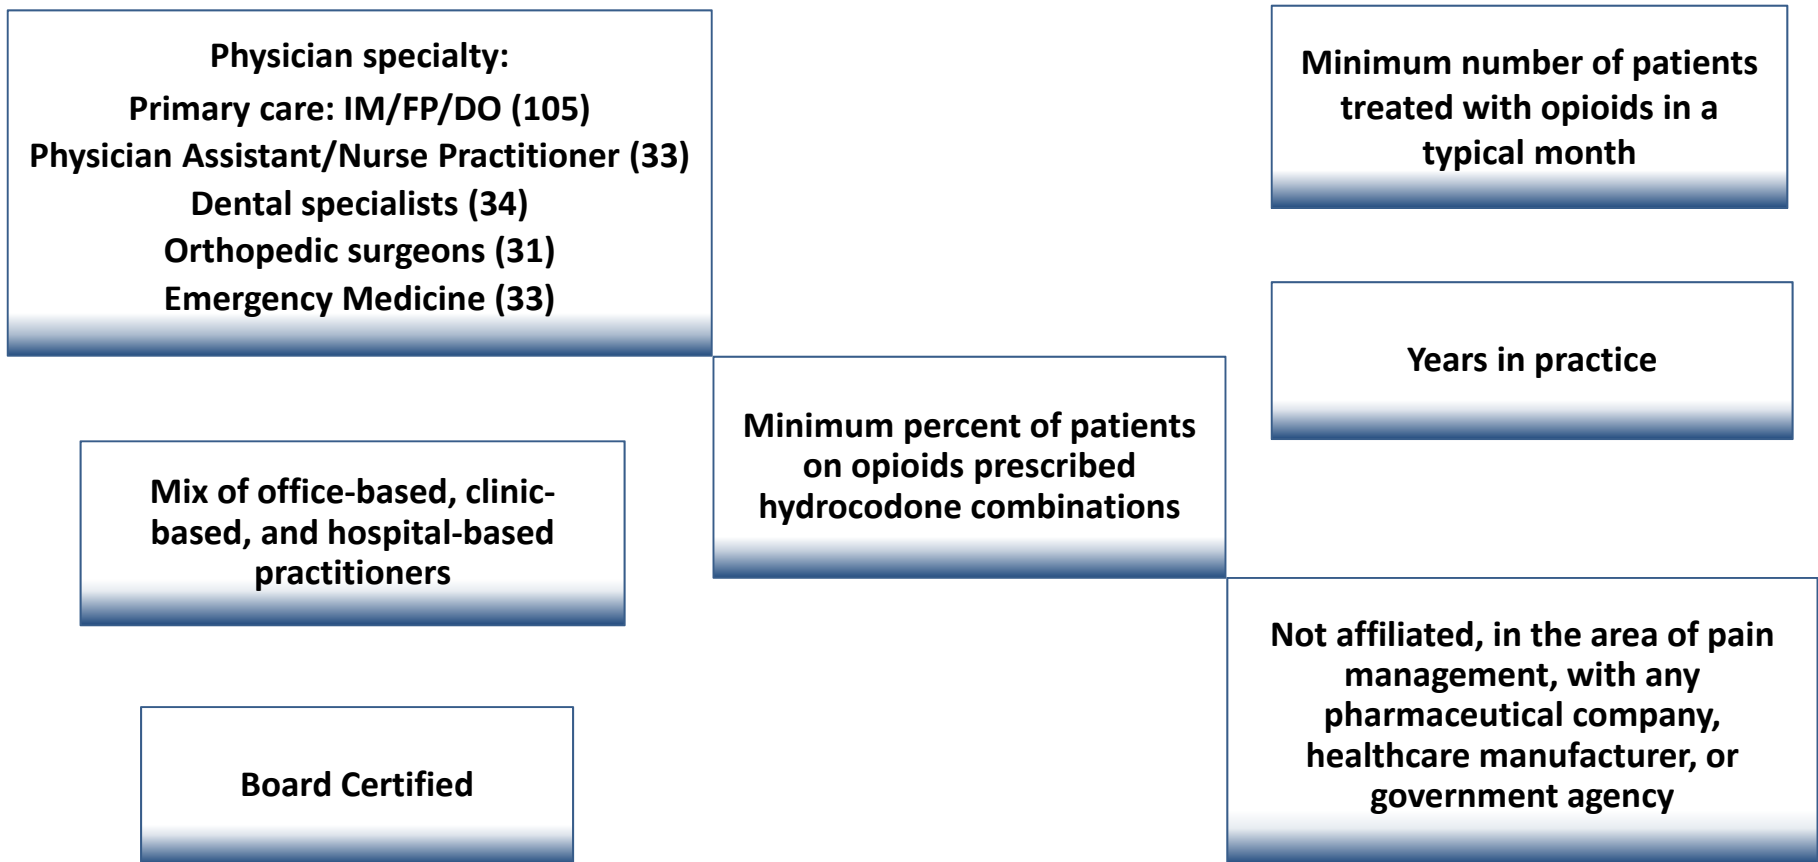 Physician specialty:
Primary care: IM/FP/DO (105)
Physician Assistant/Nurse Practitioner (33)
Dental specialists (34)
Orthopedic surgeons (31)
Emergency Medicine (33)
Minimum number of patients
treated with opioids in a
typical month
Years in practice
Minimum percent of patients
on opioids prescribed
hydrocodone combinations
Mix of office-based, clinic-
based, and hospital-based
practitioners
Not affiliated, in the area of pain
management, with any
pharmaceutical company,
healthcare manufacturer, or
government agency
Board Certified